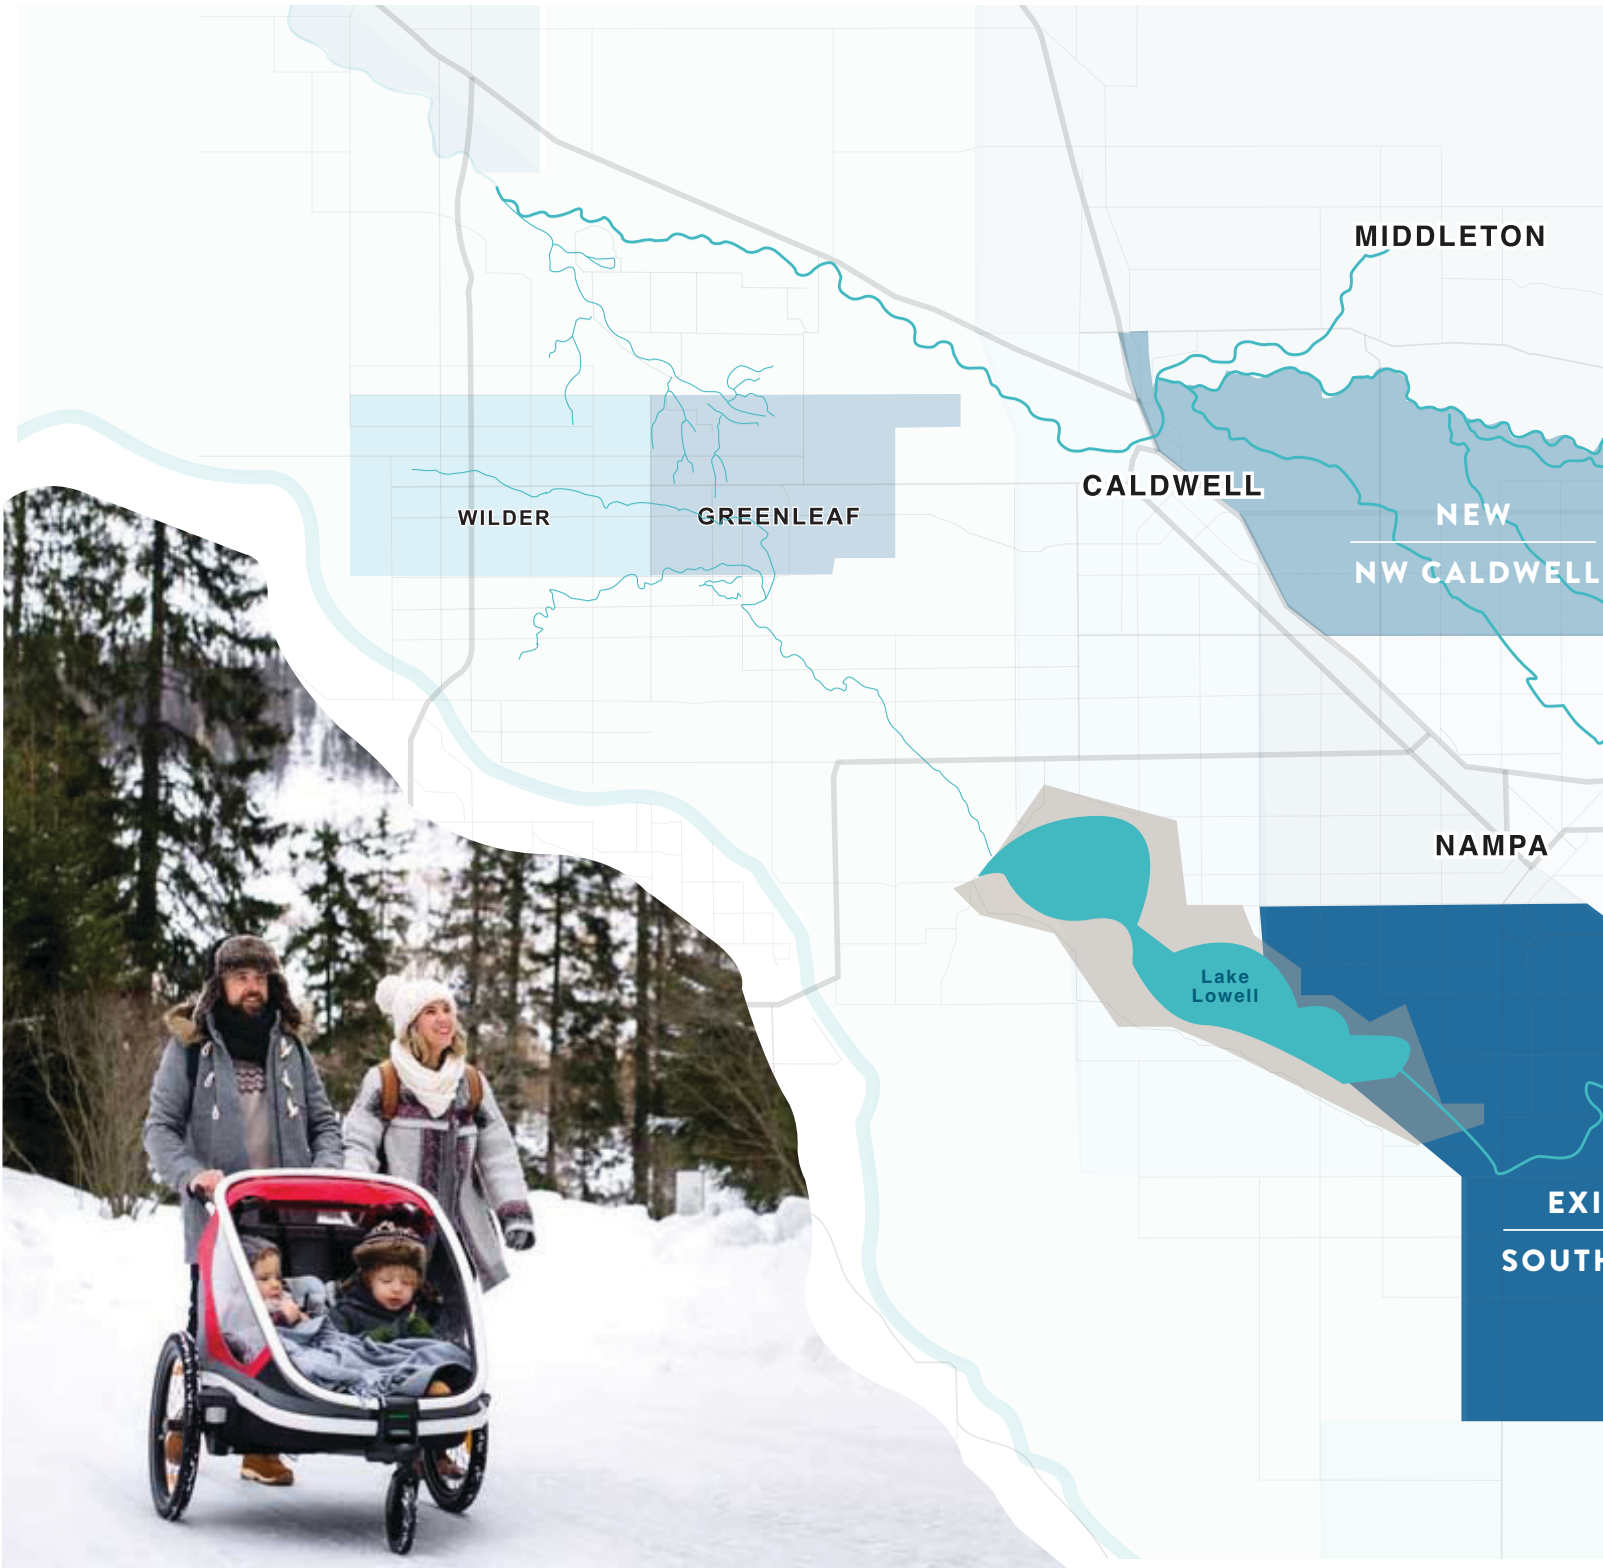 MIDDLETON
CALDWELL
NEW
NW CALDWELL
WILDER
GREENLEAF
NAMPA
Lake
Lowell
EXI
SOUTH